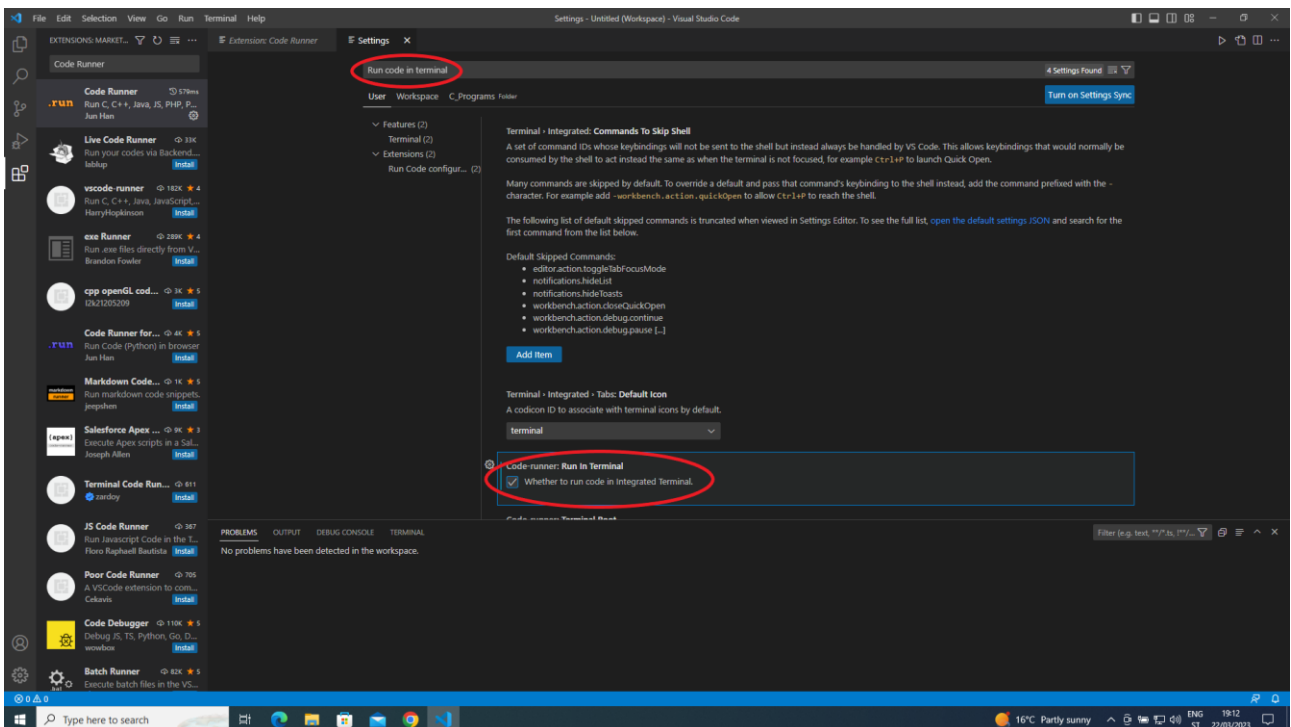 File Edit Selection View Go Run Terminal Help
Settings - Untitled (Workspace) - Visual Studio Code
EXTENSIONS: MARKET...
Extension: Code Runner
Settings
Code Runner
Run code in terminal
4 Settings Found
User Workspace C_Programs Folder
Turn on Settings Sync
.run
Code Runner 579ms
Run C, C++, Java, JS, PHP, P...
Jun Han
Live Code Runner 33K
Run your codes via Backend....
lablup
Install
vscode-runner 182K ★ 4
Run C, C++, Java, JavaScript,...
HarryHopkinson
Install
exe Runner 289K ★ 4
Run .exe files directly from V...
Brandon Fowler
Install
cpp openGL cod... 3K ★ 5
12k21205209
Install
.run
Code Runner for... 4K ★ 5
Run Code (Python) in browser
Jun Han
Install
markdown
runner
Markdown Code... 1K ★ 5
Run markdown code snippets.
jeepshen
Install
{apex}
Salesforce Apex ... 9K ★ 3
Execute Apex scripts in a Sal...
Joseph Allen
Install
Terminal Code Run... 611
zardoy
Install
JS Code Runner 367
Run Javascript Code in the T...
Floro Raphaell Bautista
Install
Poor Code Runner 705
A VSCode extension to com...
Cekavis
Install
Code Debugger 110K ★ 5
Debug JS, TS, Python, Go, D...
wowbox
Install
.bat
Batch Runner 82K ★ 5
Execute batch files in the VS...
Features (2)
Terminal (2)
Extensions (2)
Run Code configur... (2)
Terminal › Integrated: Commands To Skip Shell
A set of command IDs whose keybindings will not be sent to the shell but instead always be handled by VS Code. This allows keybindings that would normally be
consumed by the shell to act instead the same as when the terminal is not focused, for example Ctrl+P to launch Quick Open.
Many commands are skipped by default. To override a default and pass that command's keybinding to the shell instead, add the command prefixed with the -
character. For example add -workbench.action.quickOpen to allow Ctrl+P to reach the shell.
The following list of default skipped commands is truncated when viewed in Settings Editor. To see the full list, open the default settings JSON and search for the
first command from the list below.
Default Skipped Commands:
• editor.action.toggleTabFocusMode
• notifications.hideList
• notifications.hideToasts
• workbench.action.closeQuickOpen
• workbench.action.debug.continue
• workbench.action.debug.pause [...]
Add Item
Terminal › Integrated › Tabs: Default Icon
A codicon ID to associate with terminal icons by default.
terminal
Code-runner: Run In Terminal
Whether to run code in Integrated Terminal.
Code-runner: Terminal Root
PROBLEMS OUTPUT DEBUG CONSOLE TERMINAL
Filter (e.g. text, **/*.ts, !**/...
No problems have been detected in the workspace.
0 0
Type here to search
16°C Partly sunny
ENG
ST
19:12
22/03/2023